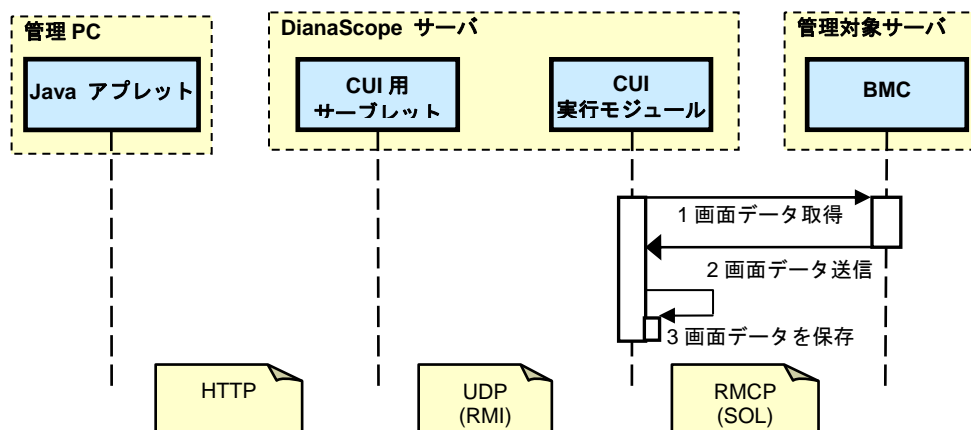 管理 PC
DianaScope サーバ
管理対象サーバ
Java アプレット
CUI 用
サーブレット
CUI
実行モジュール
BMC
1 画面データ取得
2 画面データ送信
3 画面データを保存
HTTP
UDP
(RMI)
RMCP
(SOL)